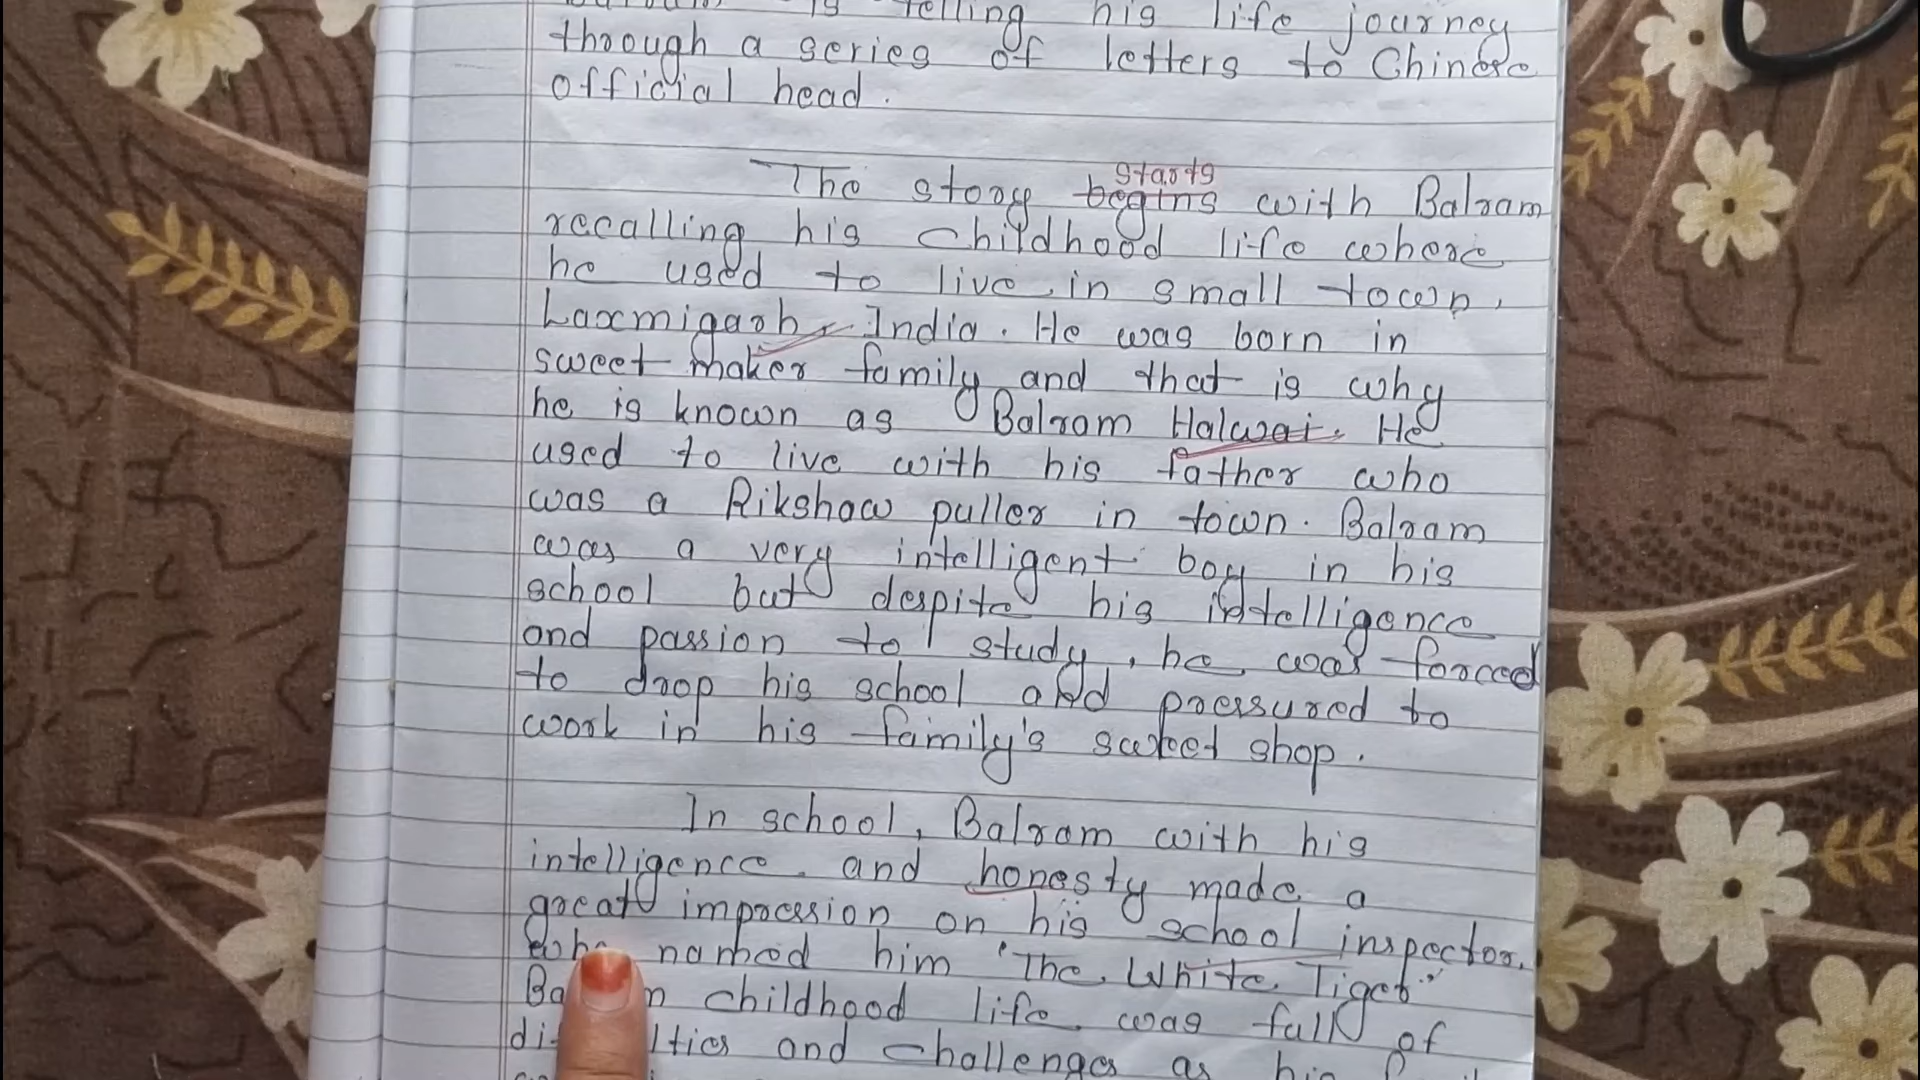 is telling his life journey
through a series of letters to Chinese
official head.
starts
The story begins with Balram
recalling his childhood life where
he used to live in small town,
Laxmigarh, India. He was born in
sweet maker family and that is why
he is known as Balram Halwai. He
used to live with his father who
was a Rikshaw puller in town. Balram
was a very intelligent boy in his
school but despite his intelligence
and passion to study, he was forced
to drop his school and pressured to
work in his family's sweet shop.
In school, Balram with his
intelligence and honesty made a
great impression on his school inspector.
who named him 'The White Tiger"
childhood life was full of
and challenges as his